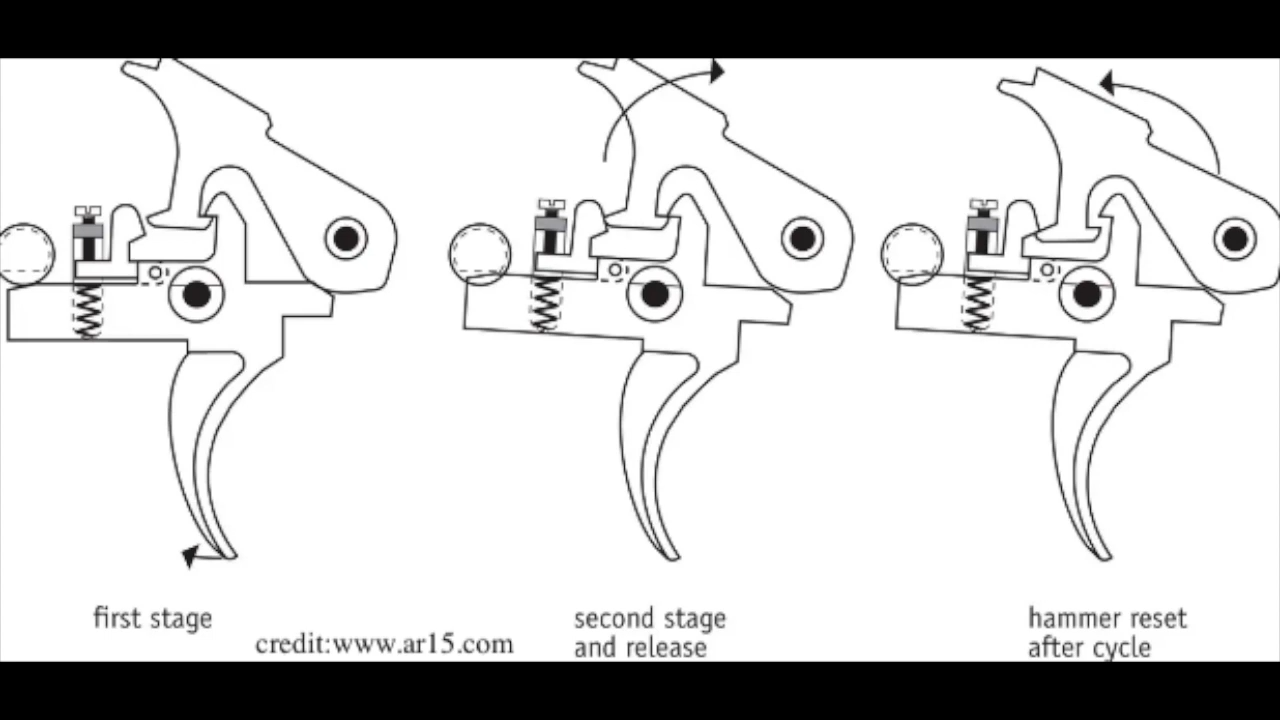 first stage
credit:www.ar15.com
second stage
and release
hammer reset
after cycle